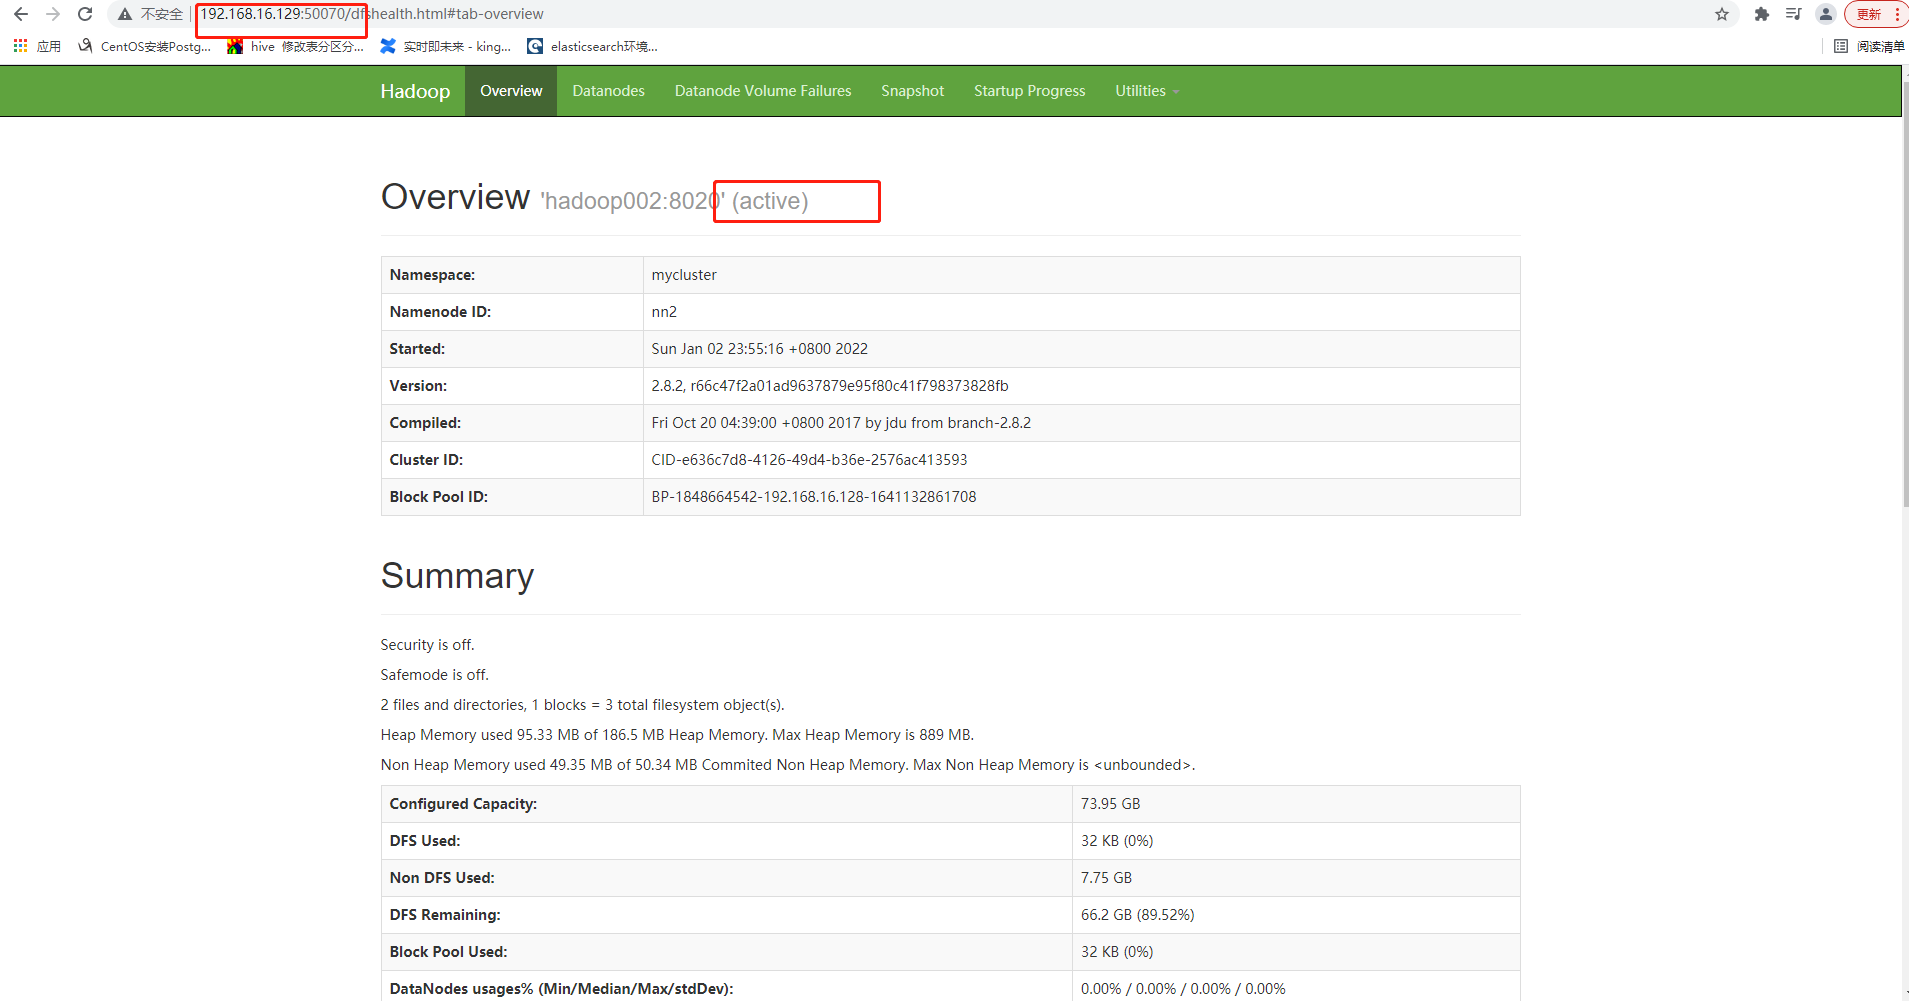 不安全 192.168.16.129:50070/dfshealth.html#tab-overview 更新
应用 CentOS安装Postg... hive 修改表分区分... 实时即未来 - king... elasticsearch环境... 阅读清单
Hadoop Overview Datanodes Datanode Volume Failures Snapshot Startup Progress Utilities
Overview 'hadoop002:8020' (active)
Namespace: mycluster
Namenode ID: nn2
Started: Sun Jan 02 23:55:16 +0800 2022
Version: 2.8.2, r66c47f2a01ad9637879e95f80c41f798373828fb
Compiled: Fri Oct 20 04:39:00 +0800 2017 by jdu from branch-2.8.2
Cluster ID: CID-e636c7d8-4126-49d4-b36e-2576ac413593
Block Pool ID: BP-1848664542-192.168.16.128-1641132861708
Summary
Security is off.
Safemode is off.
2 files and directories, 1 blocks = 3 total filesystem object(s).
Heap Memory used 95.33 MB of 186.5 MB Heap Memory. Max Heap Memory is 889 MB.
Non Heap Memory used 49.35 MB of 50.34 MB Commited Non Heap Memory. Max Non Heap Memory is <unbounded>.
Configured Capacity: 73.95 GB
DFS Used: 32 KB (0%)
Non DFS Used: 7.75 GB
DFS Remaining: 66.2 GB (89.52%)
Block Pool Used: 32 KB (0%)
DataNodes usages% (Min/Median/Max/stdDev): 0.00% / 0.00% / 0.00% / 0.00%